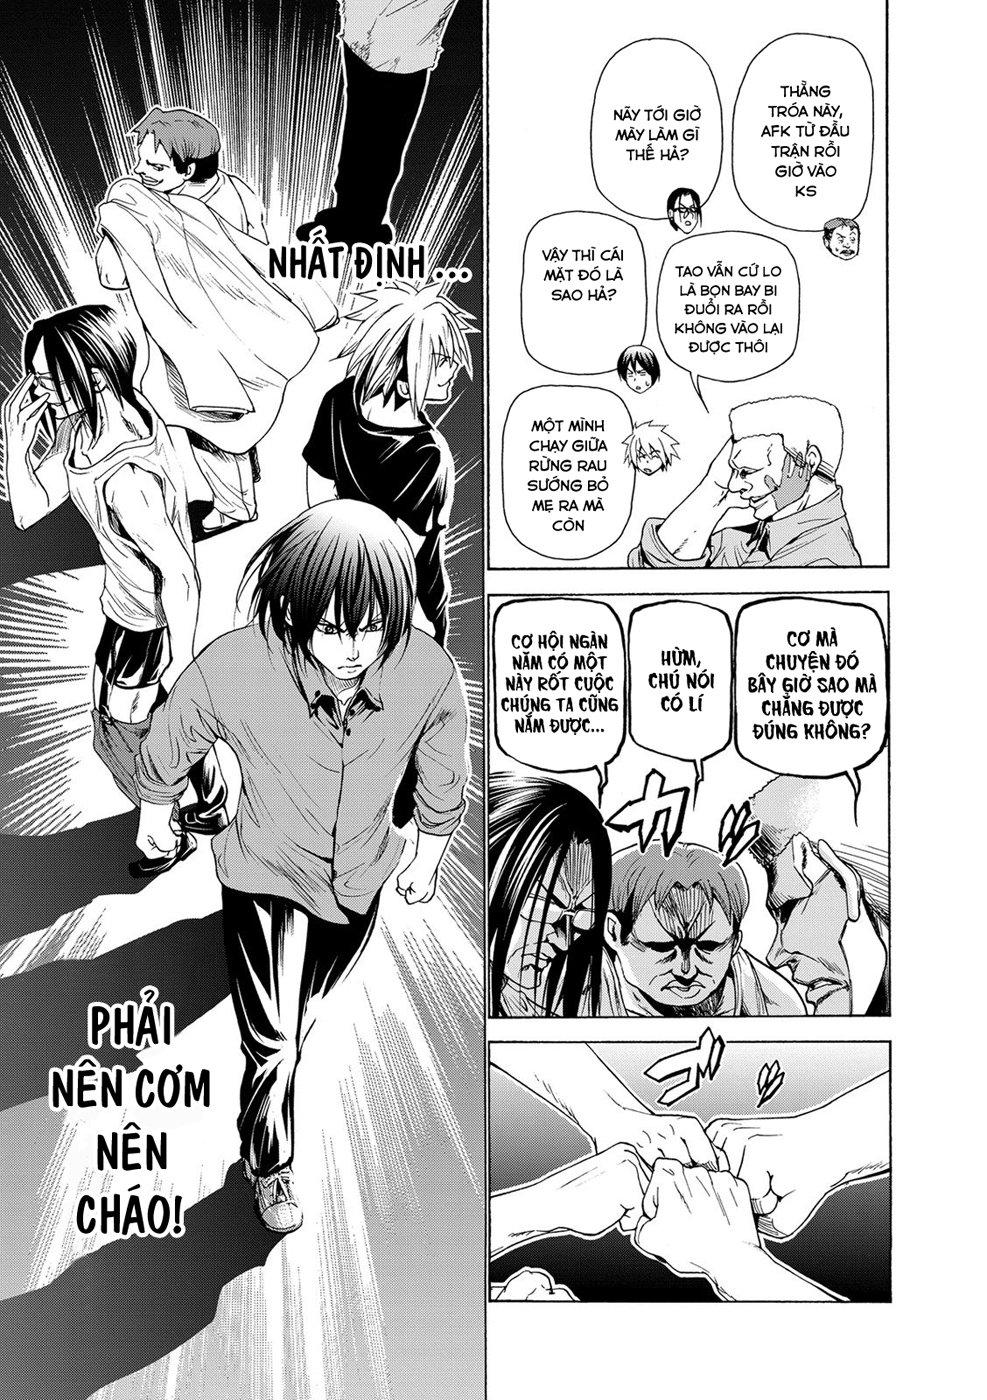 THẰNG
TRÓA NÀY,
AFK TỪ ĐẦU
TRẬN RỒI
GIỜ VÀO
KS
NÃY TỚI GIỜ
MÀY LÀM GÌ
THẾ HẢ?
TAO VẪN CỨ LO
LÀ BỌN BAY BỊ
ĐUỔI RA RỒI
KHÔNG VÀO LẠI
ĐƯỢC THÔI
VẬY THÌ CÁI
MẶT ĐÓ LÀ
SAO HẢ?
MỘT MÌNH
CHẠY GIỮA
RỪNG RAU
SƯỚNG BỎ
MẸ RA MÀ
CÒN
CƠ MÀ
CHUYỆN ĐÓ
BÂY GIỜ SAO MÀ
CHẲNG ĐƯỢC
ĐÚNG KHÔNG?
HỪM,
CHÚ NÓI
CÓ LÍ
CƠ HỘI NGÀN
NĂM CÓ MỘT
NÀY RỐT CUỘC
CHÚNG TA CŨNG
NẮM ĐƯỢC...
ガッ
ガッ
NHẤT ĐỊNH ...
PHẢI
NÊN CƠM
NÊN
CHÁO!